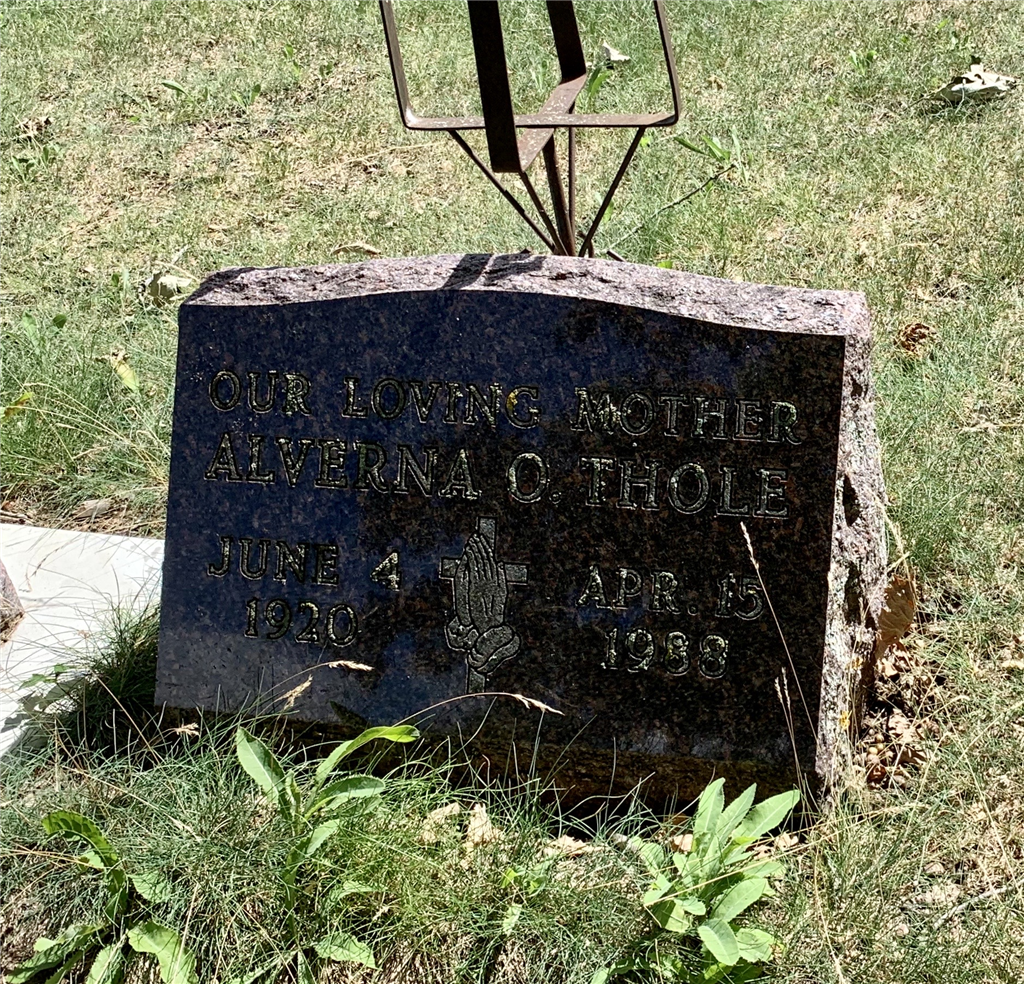 OUR LOVING MOTHER
ALVERNA O. THOLE
JUNE 4 APR. 15
1920 1988